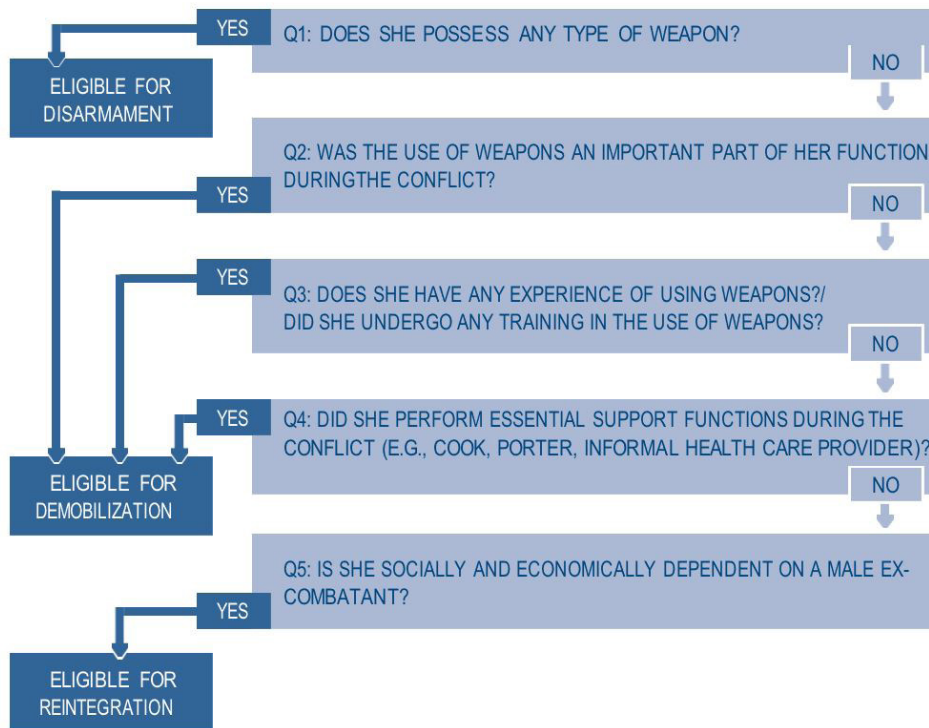 YES
Q1: DOES SHE POSSESS ANY TYPE OF WEAPON?
NO
ELIGIBLE FOR
DISARMAMENT
Q2: WAS THE USE OF WEAPONS AN IMPORTANT PART OF HER FUNCTION
DURINGTHE CONFLICT?
YES
NO
YES
Q3: DOES SHE HAVE ANY EXPERIENCE OF USING WEAPONS?/
DID SHE UNDERGO ANY TRAINING IN THE USE OF WEAPONS?
NO
YES
Q4: DID SHE PERFORM ESSENTIAL SUPPORT FUNCTIONS DURING THE
CONFLICT (E.G., COOK, PORTER, INFORMAL HEALTH CARE PROVIDER)?
NO
ELIGIBLE FOR
DEMOBILIZATION
Q5: IS SHE SOCIALLY AND ECONOMICALLY DEPENDENT ON A MALE EX-
COMBATANT?
YES
ELIGIBLE FOR
REINTEGRATION